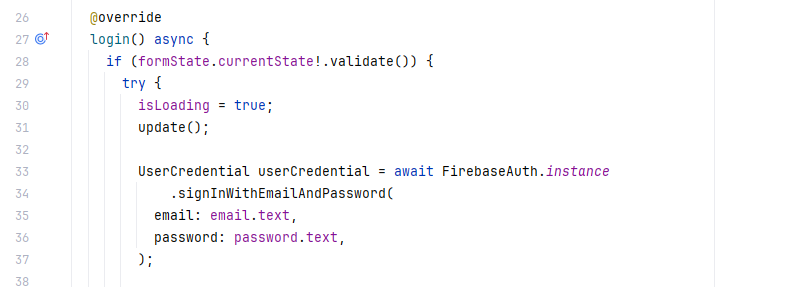 26 @override
27 login() async {
28 if (formState.currentState!.validate()) {
29 try {
30 isLoading = true;
31 update();
32
33 UserCredential userCredential = await FirebaseAuth.instance
34 .signInWithEmailAndPassword(
35 email: email.text,
36 password: password.text,
37 );
38